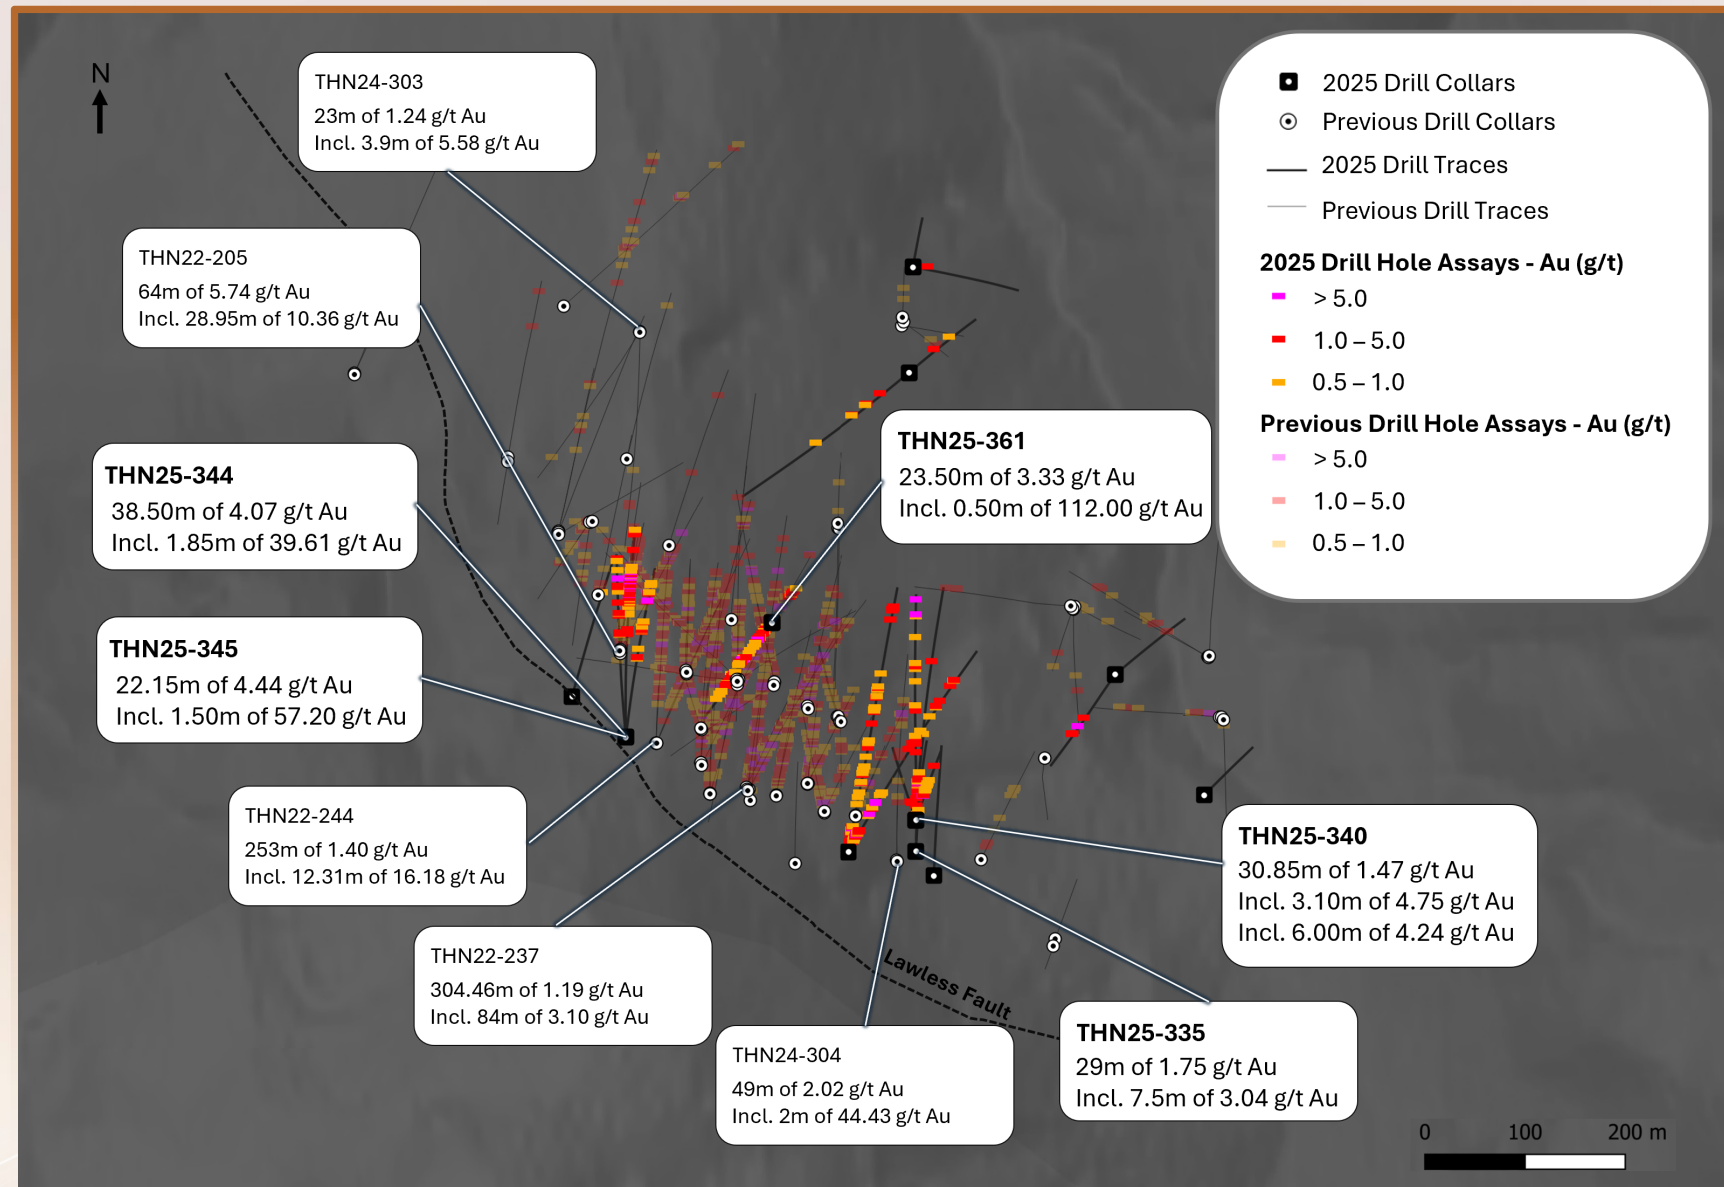 N
THN24-303
23m of 1.24 g/t Au
Incl. 3.9m of 5.58 g/t Au
THN22-205
64m of 5.74 g/t Au
Incl. 28.95m of 10.36 g/t Au
THN25-344
38.50m of 4.07 g/t Au
Incl. 1.85m of 39.61 g/t Au
THN25-345
22.15m of 4.44 g/t Au
Incl. 1.50m of 57.20 g/t Au
THN22-244
253m of 1.40 g/t Au
Incl. 12.31m of 16.18 g/t Au
THN22-237
304.46m of 1.19 g/t Au
Incl. 84m of 3.10 g/t Au
THN24-304
49m of 2.02 g/t Au
Incl. 2m of 44.43 g/t Au
Lawless Fault
THN25-361
23.50m of 3.33 g/t Au
Incl. 0.50m of 112.00 g/t Au
THN25-340
30.85m of 1.47 g/t Au
Incl. 3.10m of 4.75 g/t Au
Incl. 6.00m of 4.24 g/t Au
THN25-335
29m of 1.75 g/t Au
Incl. 7.5m of 3.04 g/t Au
2025 Drill Collars
Previous Drill Collars
2025 Drill Traces
Previous Drill Traces
2025 Drill Hole Assays - Au (g/t)
> 5.0
1.0 – 5.0
0.5 – 1.0
Previous Drill Hole Assays - Au (g/t)
> 5.0
1.0 – 5.0
0.5 – 1.0
0 100 200 m